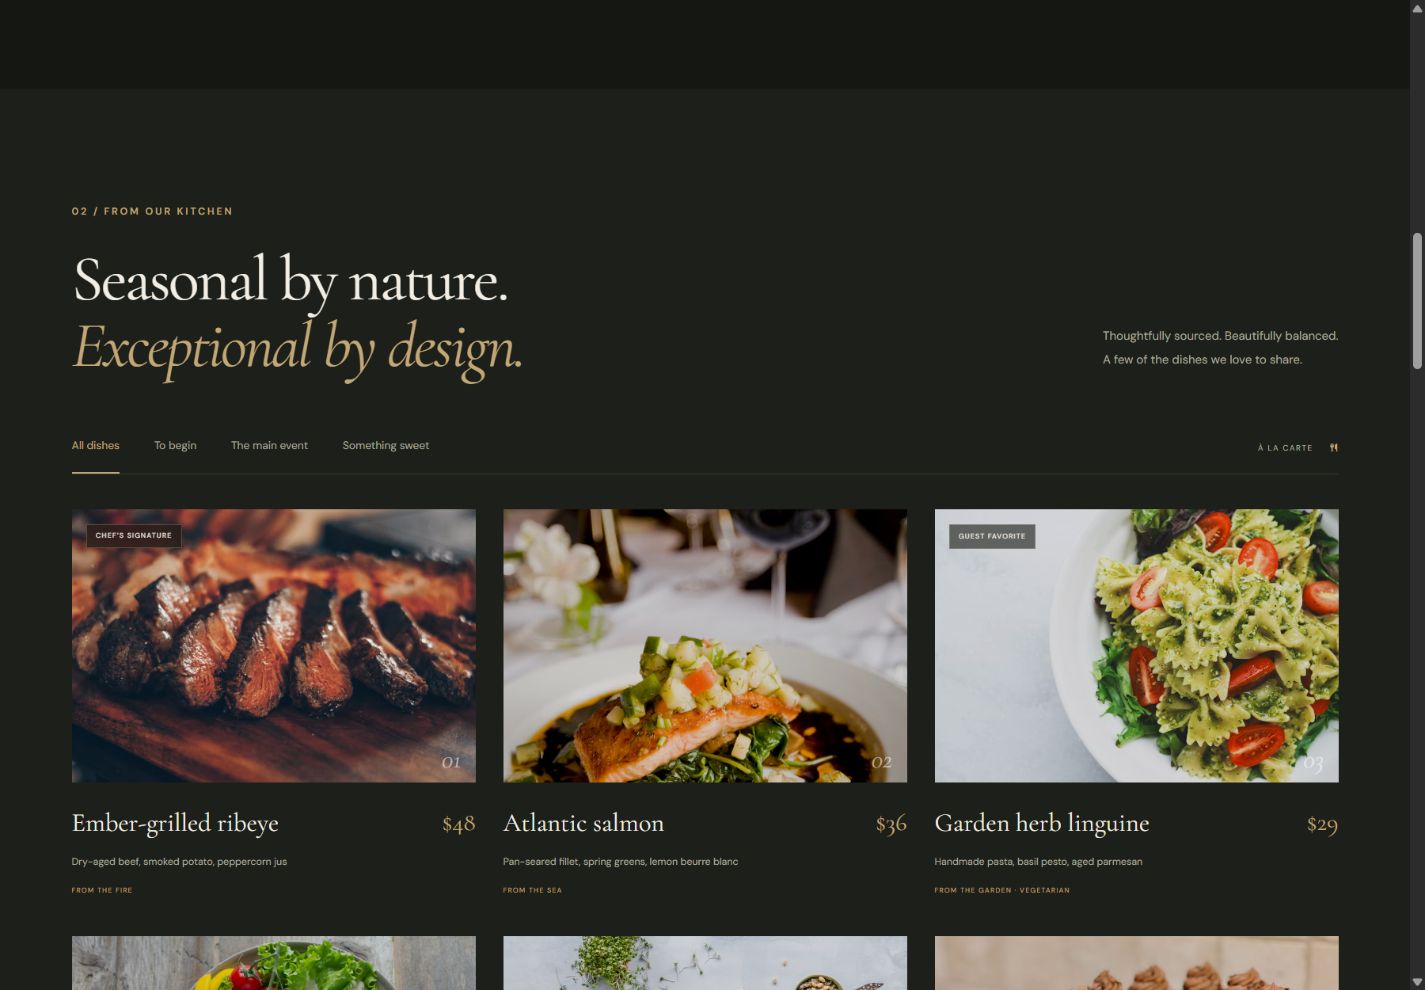 02 / FROM OUR KITCHEN
Seasonal by nature.
Exceptional by design.
Thoughtfully sourced. Beautifully balanced.
A few of the dishes we love to share.
All dishes
To begin
The main event
Something sweet
À LA CARTE
CHEF'S SIGNATURE
01
02
GUEST FAVORITE
03
Ember-grilled ribeye
$48
Dry-aged beef, smoked potato, peppercorn jus
FROM THE FIRE
Atlantic salmon
$36
Pan-seared fillet, spring greens, lemon beurre blanc
FROM THE SEA
Garden herb linguine
$29
Handmade pasta, basil pesto, aged parmesan
FROM THE GARDEN · VEGETARIAN